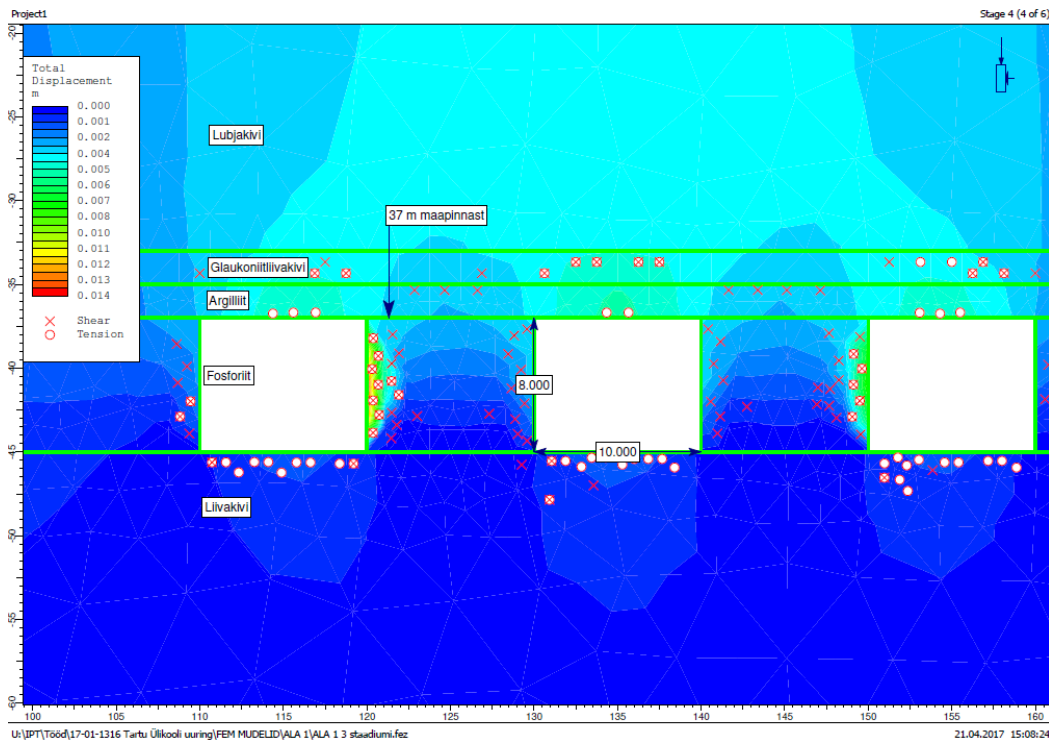 Project1
Stage 4 (4 of 6)
Total
Displacement
m
0.000
0.001
0.002
0.004
0.005
0.006
0.007
0.008
0.010
0.011
0.012
0.013
0.014
Shear
Tension
Lubjakivi
37 m maapinnast
Glaukoniitliivakivi
Argilliit
Fosforiit
8.000
10.000
Liivakivi
-20
-25
-30
-35
-40
-45
-50
-55
-60
100 105 110 115 120 125 130 135 140 145 150 155 160
U:\IPT\Tööd\17-01-1316 Tartu Ülikooli uuring\FEM MUDELID\ALA 1\ALA 1 3 staadiumi.fez
21.04.2017 15:08:24